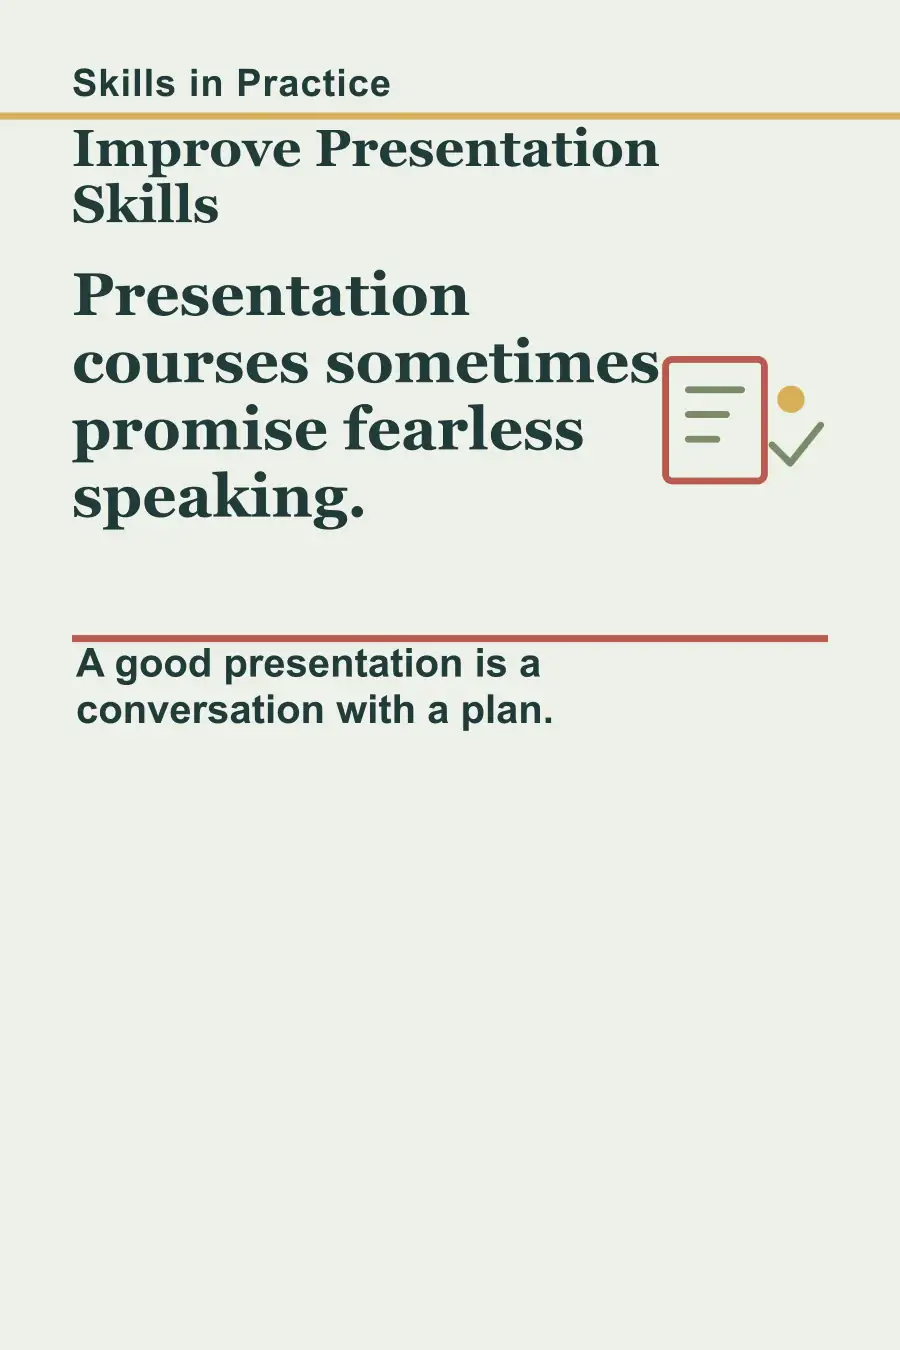 Skills in Practice
Improve Presentation
Skills
Presentation
courses sometimes
promise fearless
speaking.
A good presentation is a
conversation with a plan.